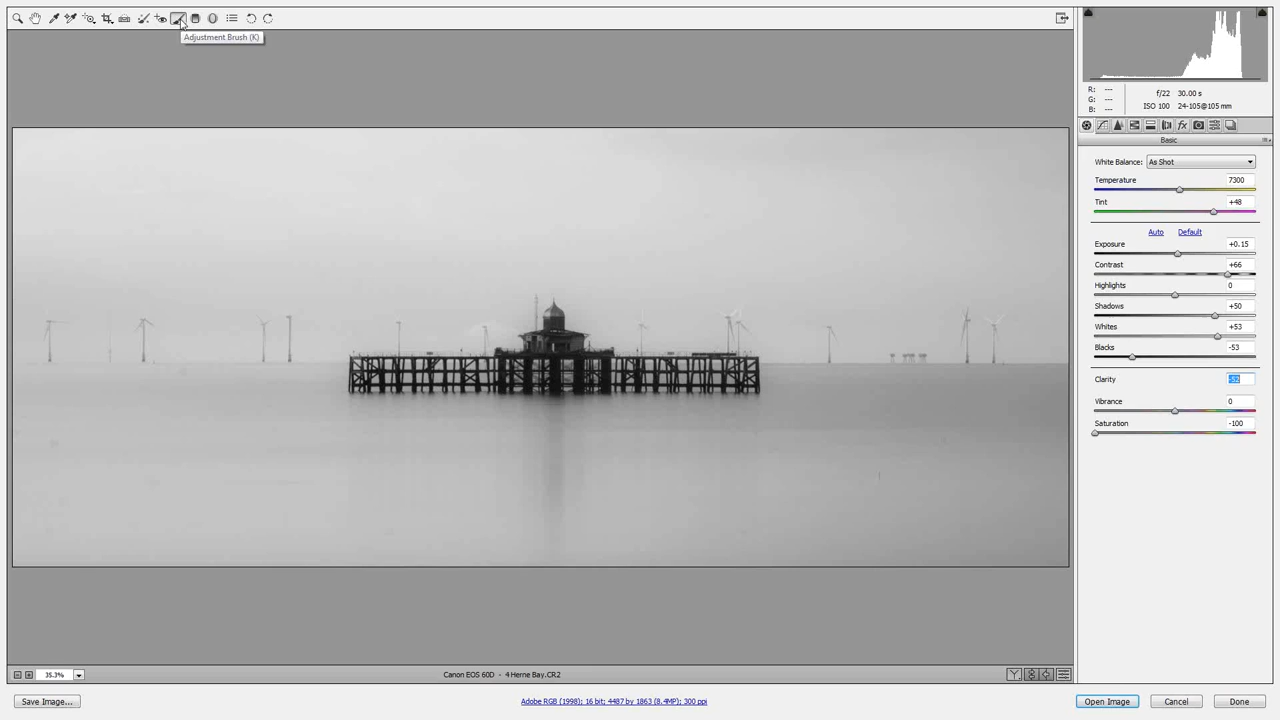 Adjustment Brush (K)
R: ---
G: ---
B: ---
f/22 30.00 s
ISO 100 24-105@105 mm
Basic
White Balance: As Shot
Temperature 7300
Tint +48
Auto Default
Exposure +0.15
Contrast +66
Highlights 0
Shadows +50
Whites +53
Blacks -53
Clarity -52
Vibrance 0
Saturation -100
35.3%
Canon EOS 60D - 4 Herne Bay.CR2
Save Image...
Adobe RGB (1998); 16 bit; 4487 by 1863 (8.4MP); 300 ppi
Open Image
Cancel
Done